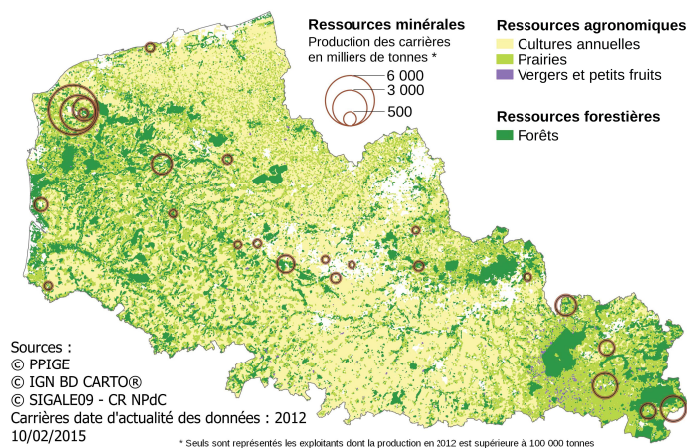 Ressources minérales
Production des carrières
en milliers de tonnes *
6 000
3 000
500
Ressources agronomiques
Cultures annuelles
Prairies
Vergers et petits fruits
Ressources forestières
Forêts
Sources :
© PPIGE
© IGN BD CARTO®
© SIGALE09 - CR NPdC
Carrières date d'actualité des données : 2012
10/02/2015
* Seuls sont représentés les exploitants dont la production en 2012 est supérieure à 100 000 tonnes